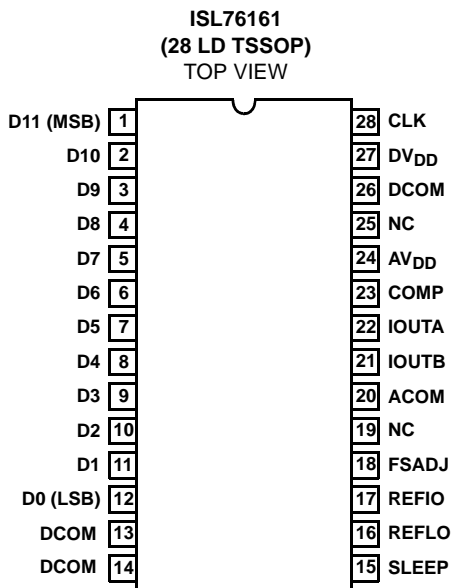 ISL76161
(28 LD TSSOP)
TOP VIEW
D11 (MSB) 1 28 CLK
D10 2 27 DVDD
D9 3 26 DCOM
D8 4 25 NC
D7 5 24 AVDD
D6 6 23 COMP
D5 7 22 IOUTA
D4 8 21 IOUTB
D3 9 20 ACOM
D2 10 19 NC
D1 11 18 FSADJ
D0 (LSB) 12 17 REFIO
DCOM 13 16 REFLO
DCOM 14 15 SLEEP